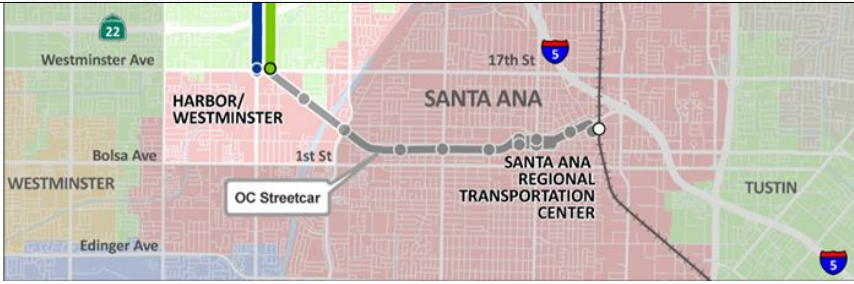 22
Westminster Ave
17th St
5
HARBOR/
WESTMINSTER
SANTA ANA
Bolsa Ave
1st St
WESTMINSTER
OC Streetcar
SANTA ANA
REGIONAL
TRANSPORTATION
CENTER
TUSTIN
Edinger Ave
5